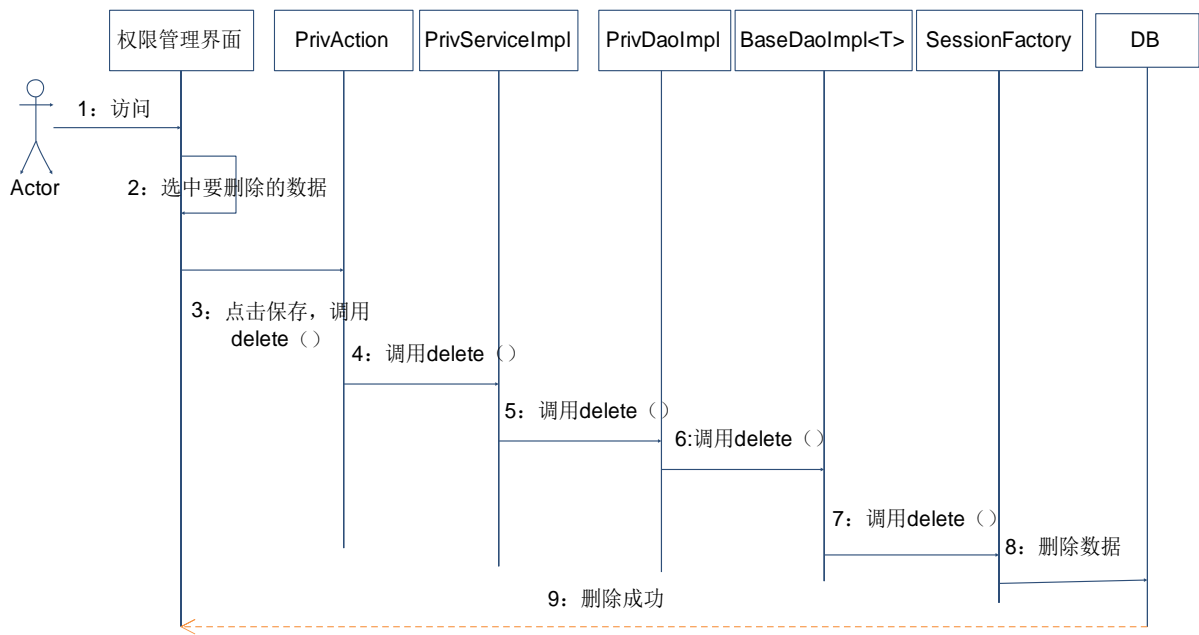 权限管理界面
PrivAction
PrivServiceImpl
PrivDaoImpl
BaseDaoImpl<T>
SessionFactory
DB
1：访问
Actor
2：选中要删除的数据
3：点击保存，调用
delete（）
4：调用delete（）
5：调用delete（）
6:调用delete（）
7：调用delete（）
8：删除数据
9：删除成功